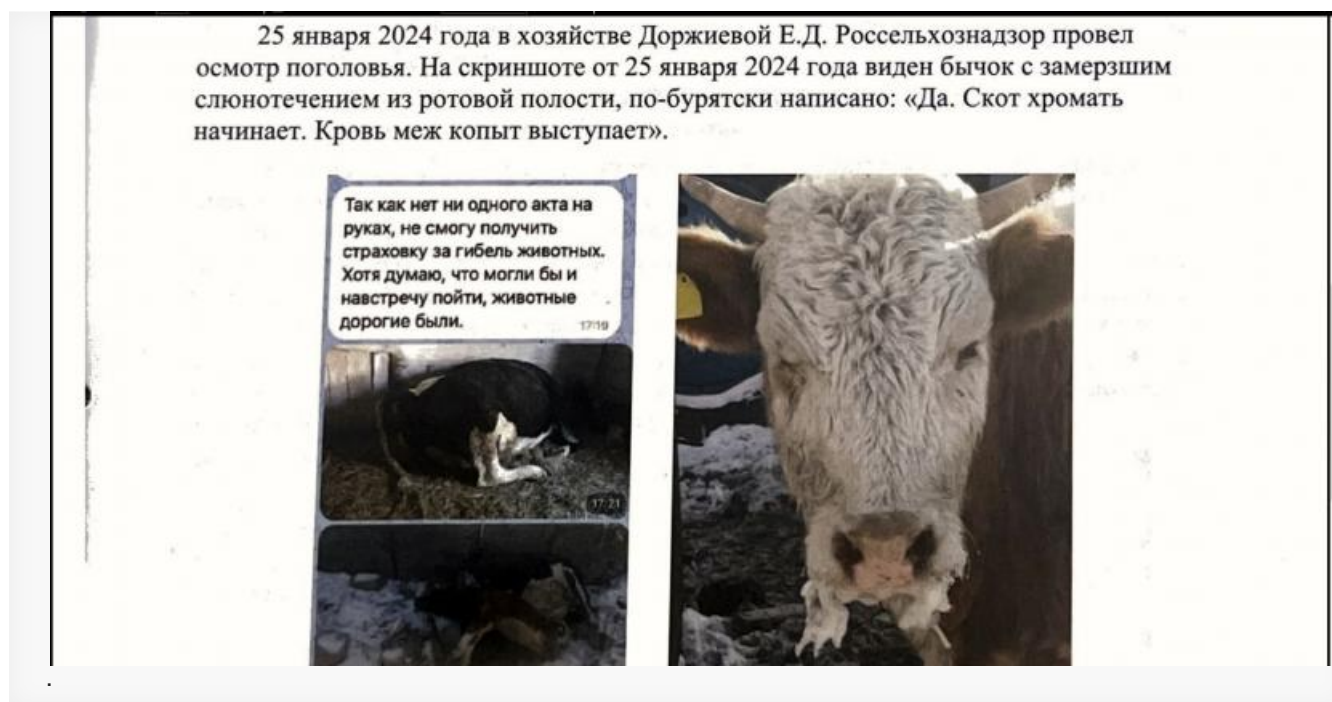 25 января 2024 года в хозяйстве Доржиевой Е.Д. Россельхознадзор провел
осмотр поголовья. На скриншоте от 25 января 2024 года виден бычок с замерзшим
слюнотечением из ротовой полости, по-бурятски написано: «Да. Скот хромать
начинает. Кровь меж копыт выступает».
Так как нет ни одного акта на
руках, не смогу получить
страховку за гибель животных.
Хотя думаю, что могли бы и
навстречу пойти, животные
дорогие были.
17:19
17:21